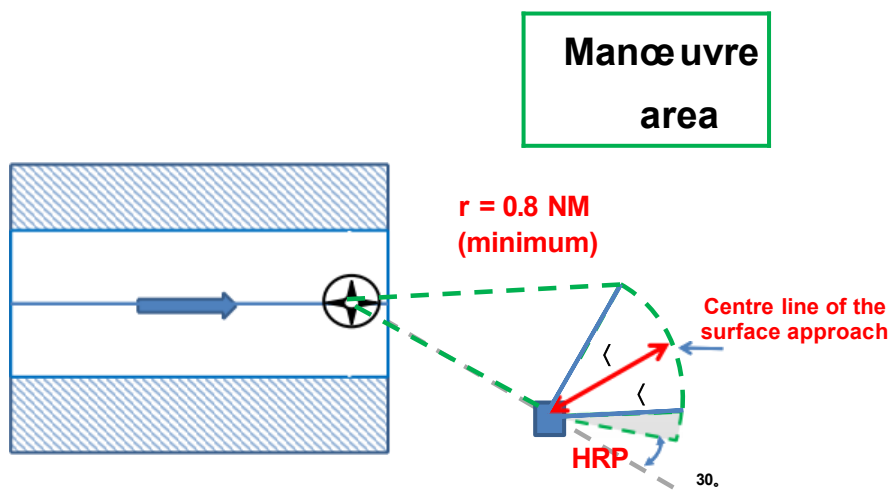 Manœuvre
area
r = 0.8 NM
(minimum)
Centre line of the
surface approach
HRP
30。